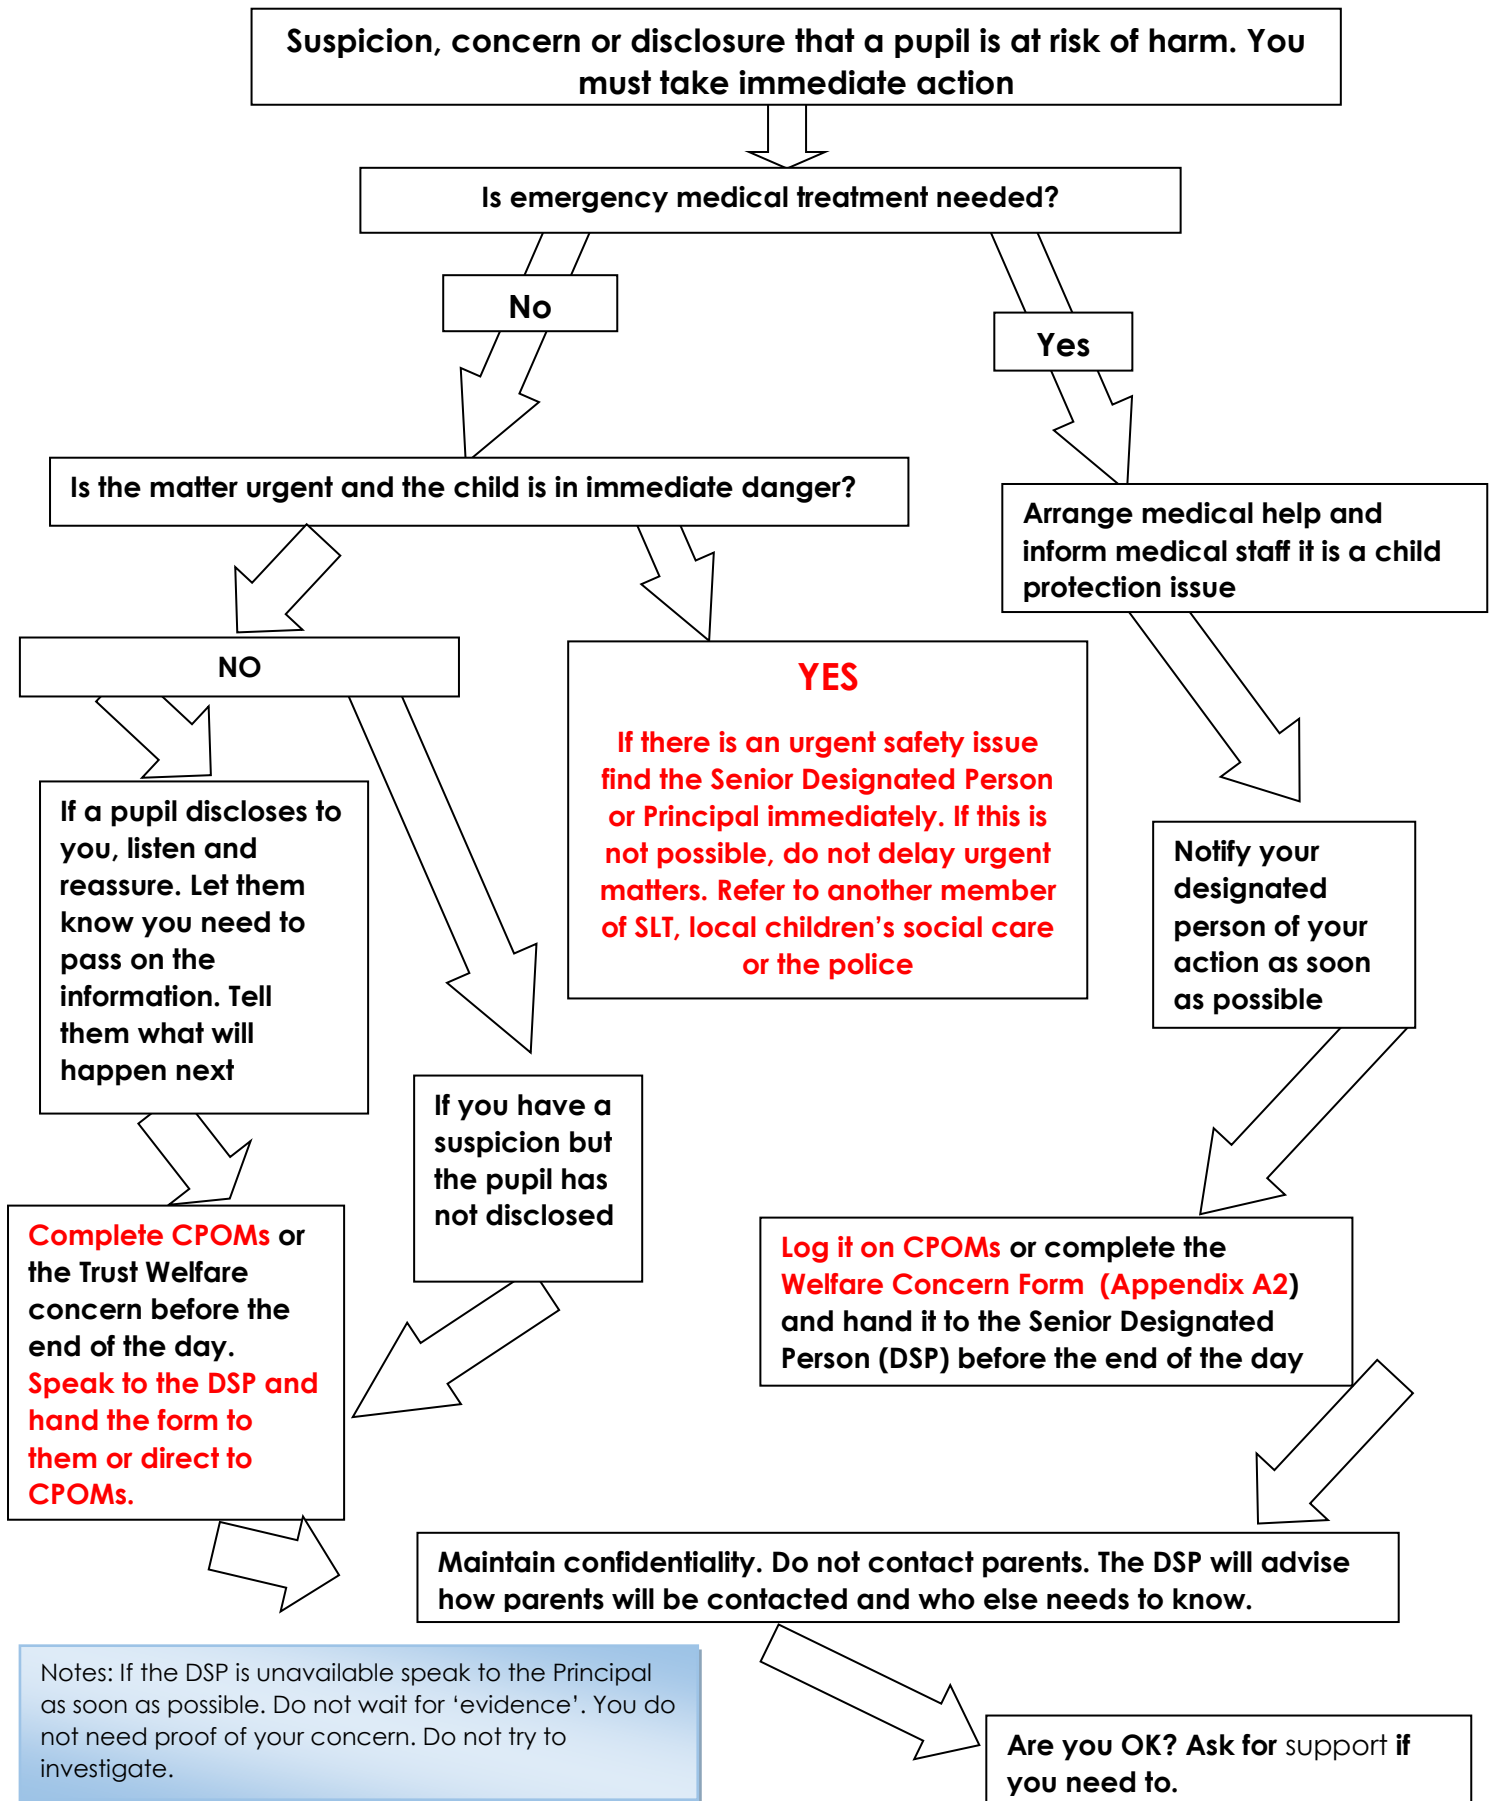 Suspicion, concern or disclosure that a pupil is at risk of harm. You
must take immediate action
Is emergency medical treatment needed?
No
Yes
Is the matter urgent and the child is in immediate danger?
Arrange medical help and
inform medical staff it is a child
protection issue
NO
YES
If there is an urgent safety issue
find the Senior Designated Person
or Principal immediately. If this is
not possible, do not delay urgent
matters. Refer to another member
of SLT, local children’s social care
or the police
If a pupil discloses to
you, listen and
reassure. Let them
know you need to
pass on the
information. Tell
them what will
happen next
Notify your
designated
person of your
action as soon
as possible
If you have a
suspicion but
the pupil has
not disclosed
Complete CPOMs or
the Trust Welfare
concern before the
end of the day.
Speak to the DSP and
hand the form to
them or direct to
CPOMs.
Log it on CPOMs or complete the
Welfare Concern Form  (Appendix A2)
and hand it to the Senior Designated
Person (DSP) before the end of the day
Maintain confidentiality. Do not contact parents. The DSP will advise
how parents will be contacted and who else needs to know.
Notes: If the DSP is unavailable speak to the Principal
as soon as possible. Do not wait for ‘evidence’. You do
not need proof of your concern. Do not try to
investigate.
Are you OK? Ask for support if
you need to.